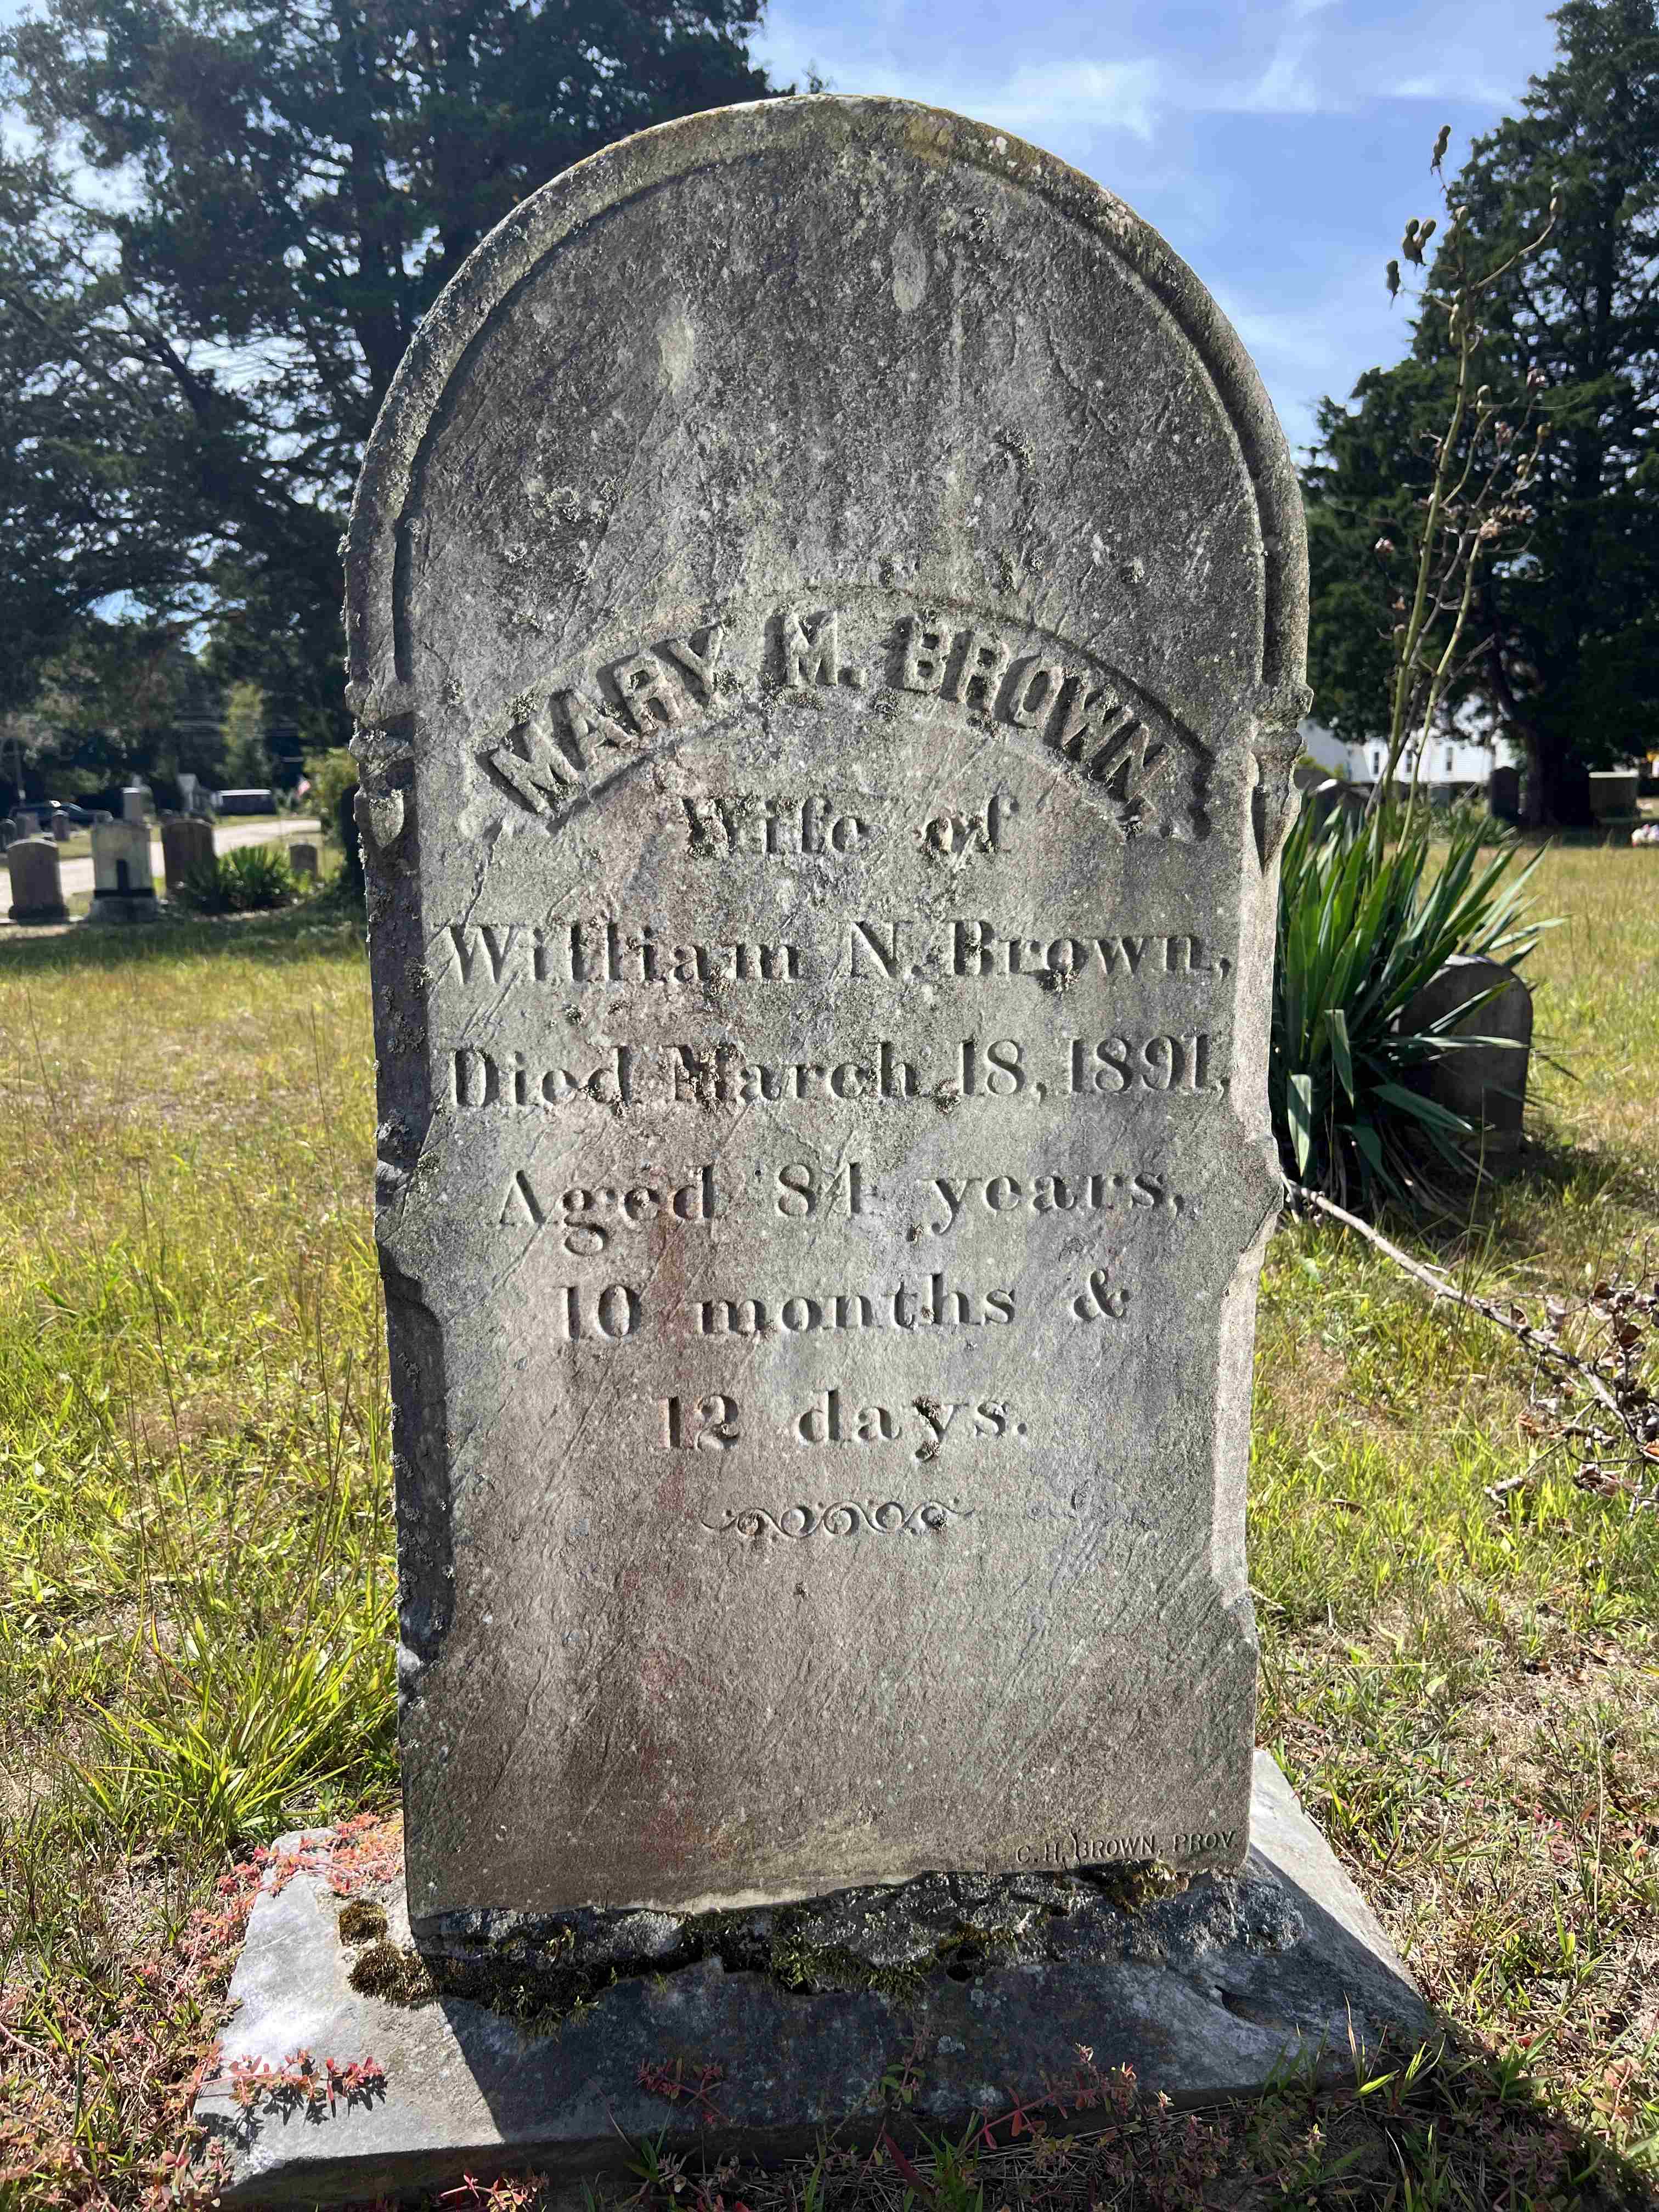 MARY M. BROWN,
Wife of
William N. Brown,
Died March 18, 1891,
Aged 84 years,
10 months &
12 days.
C. H. BROWN, PROV.